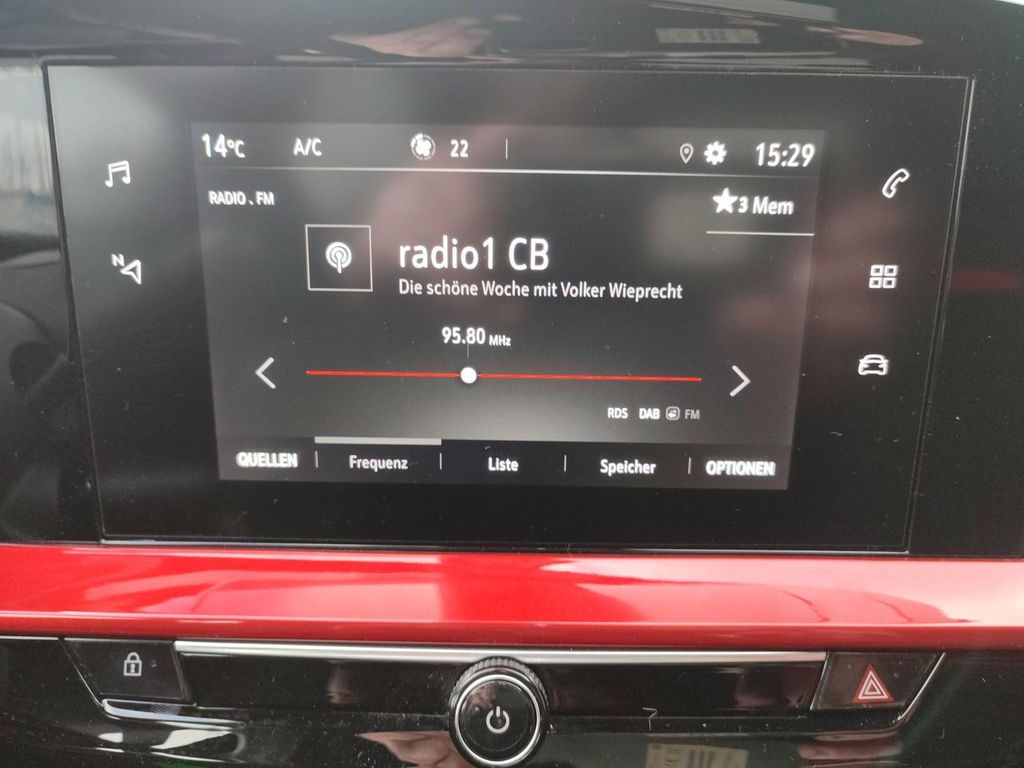 14°C A/C 22 15:29
RADIO . FM
3 Mem
radio1 CB
Die schöne Woche mit Volker Wieprecht
N
95.80 MHz
RDS DAB FM
QUELLEN Frequenz Liste Speicher OPTIONEN